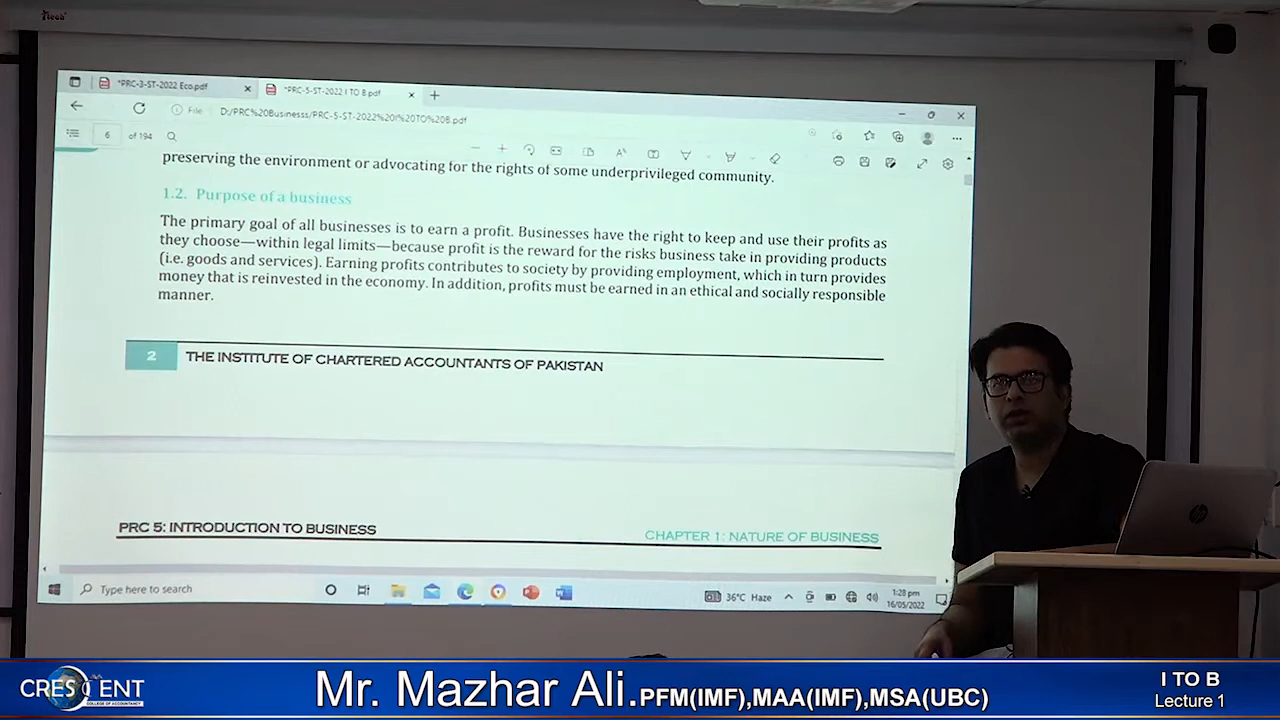 iTech
*PRC-3-ST-2022 Eco.pdf
*PRC-5-ST-2022 I TO B.pdf
File
D:/PRC%20Businesss/PRC-5-ST-2022%20I%20TO%20B.pdf
6 of 194
preserving the environment or advocating for the rights of some underprivileged community.
1.2. Purpose of a business
The primary goal of all businesses is to earn a profit. Businesses have the right to keep and use their profits as
they choose—within legal limits—because profit is the reward for the risks business take in providing products
(i.e. goods and services). Earning profits contributes to society by providing employment, which in turn provides
money that is reinvested in the economy. In addition, profits must be earned in an ethical and socially responsible
manner.
2 THE INSTITUTE OF CHARTERED ACCOUNTANTS OF PAKISTAN
PRC 5: INTRODUCTION TO BUSINESS
CHAPTER 1: NATURE OF BUSINESS
Type here to search
36°C Haze
1:28 pm
16/05/2022
hp
CRESCENT
COLLEGE OF ACCOUNTANCY
Mr. Mazhar Ali.PFM(IMF),MAA(IMF),MSA(UBC)
I TO B
Lecture 1